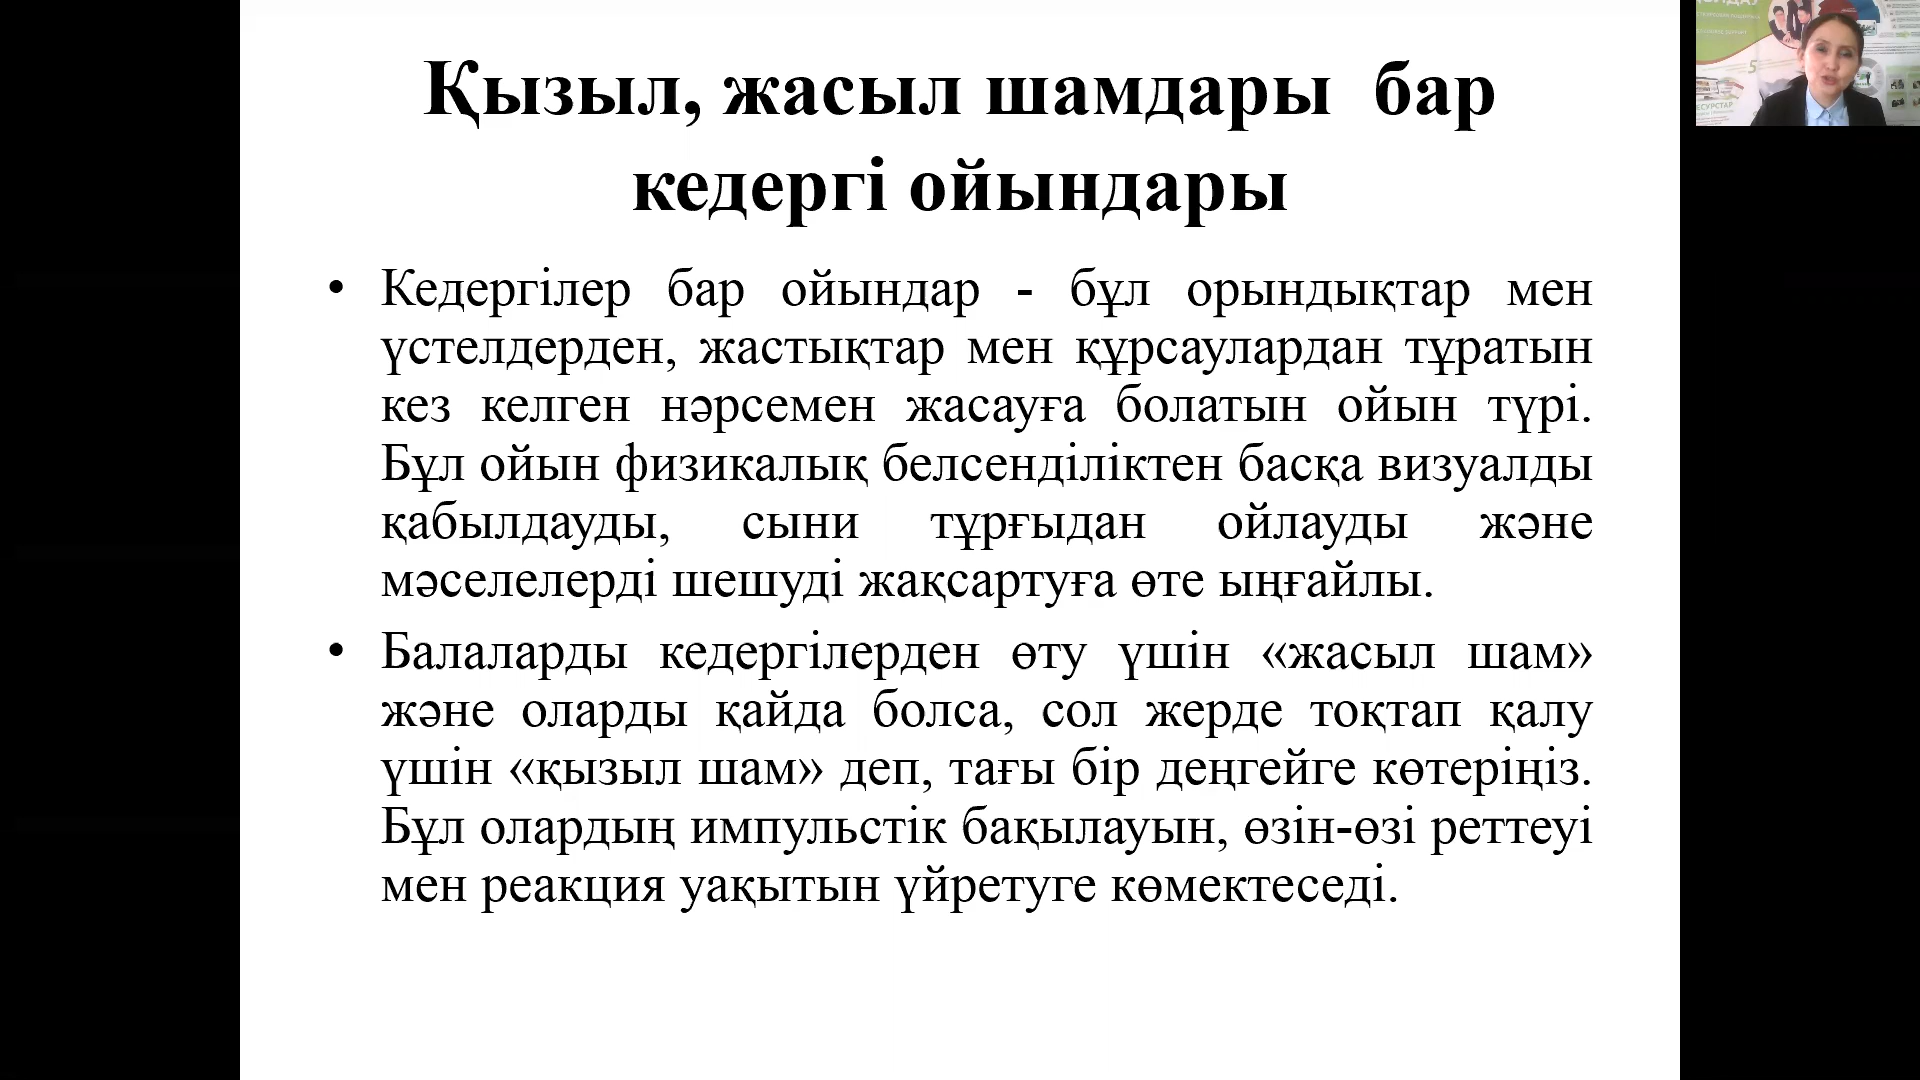 Қызыл, жасыл шамдары бар
кедергі ойындары
• Кедергілер бар ойындар - бұл орындықтар мен
үстелдерден, жастықтар мен құрсаулардан тұратын
кез келген нәрсемен жасауға болатын ойын түрі.
Бұл ойын физикалық белсенділіктен басқа визуалды
қабылдауды, сыни тұрғыдан ойлауды және
мәселелерді шешуді жақсартуға өте ыңғайлы.
• Балаларды кедергілерден өту үшін «жасыл шам»
және оларды қайда болса, сол жерде тоқтап қалу
үшін «қызыл шам» деп, тағы бір деңгейге көтеріңіз.
Бұл олардың импульстік бақылауын, өзін-өзі реттеуі
мен реакция уақытын үйретуге көмектеседі.
5
ЕСУРСТАР